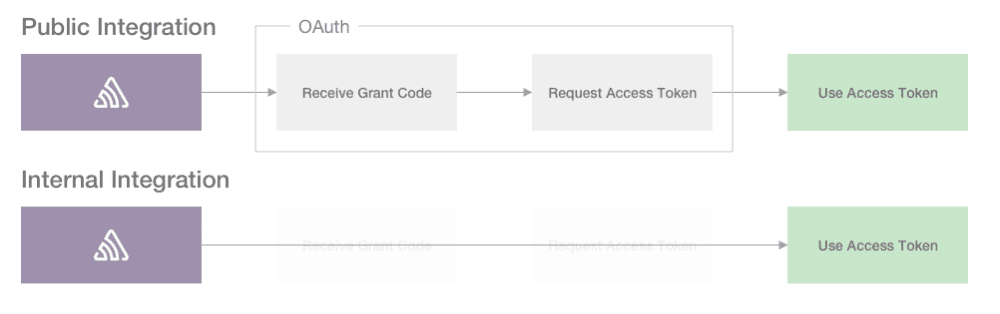 Public Integration
OAuth
Receive Grant Code
Request Access Token
Use Access Token
Internal Integration
Receive Grant Code
Request Access Token
Use Access Token